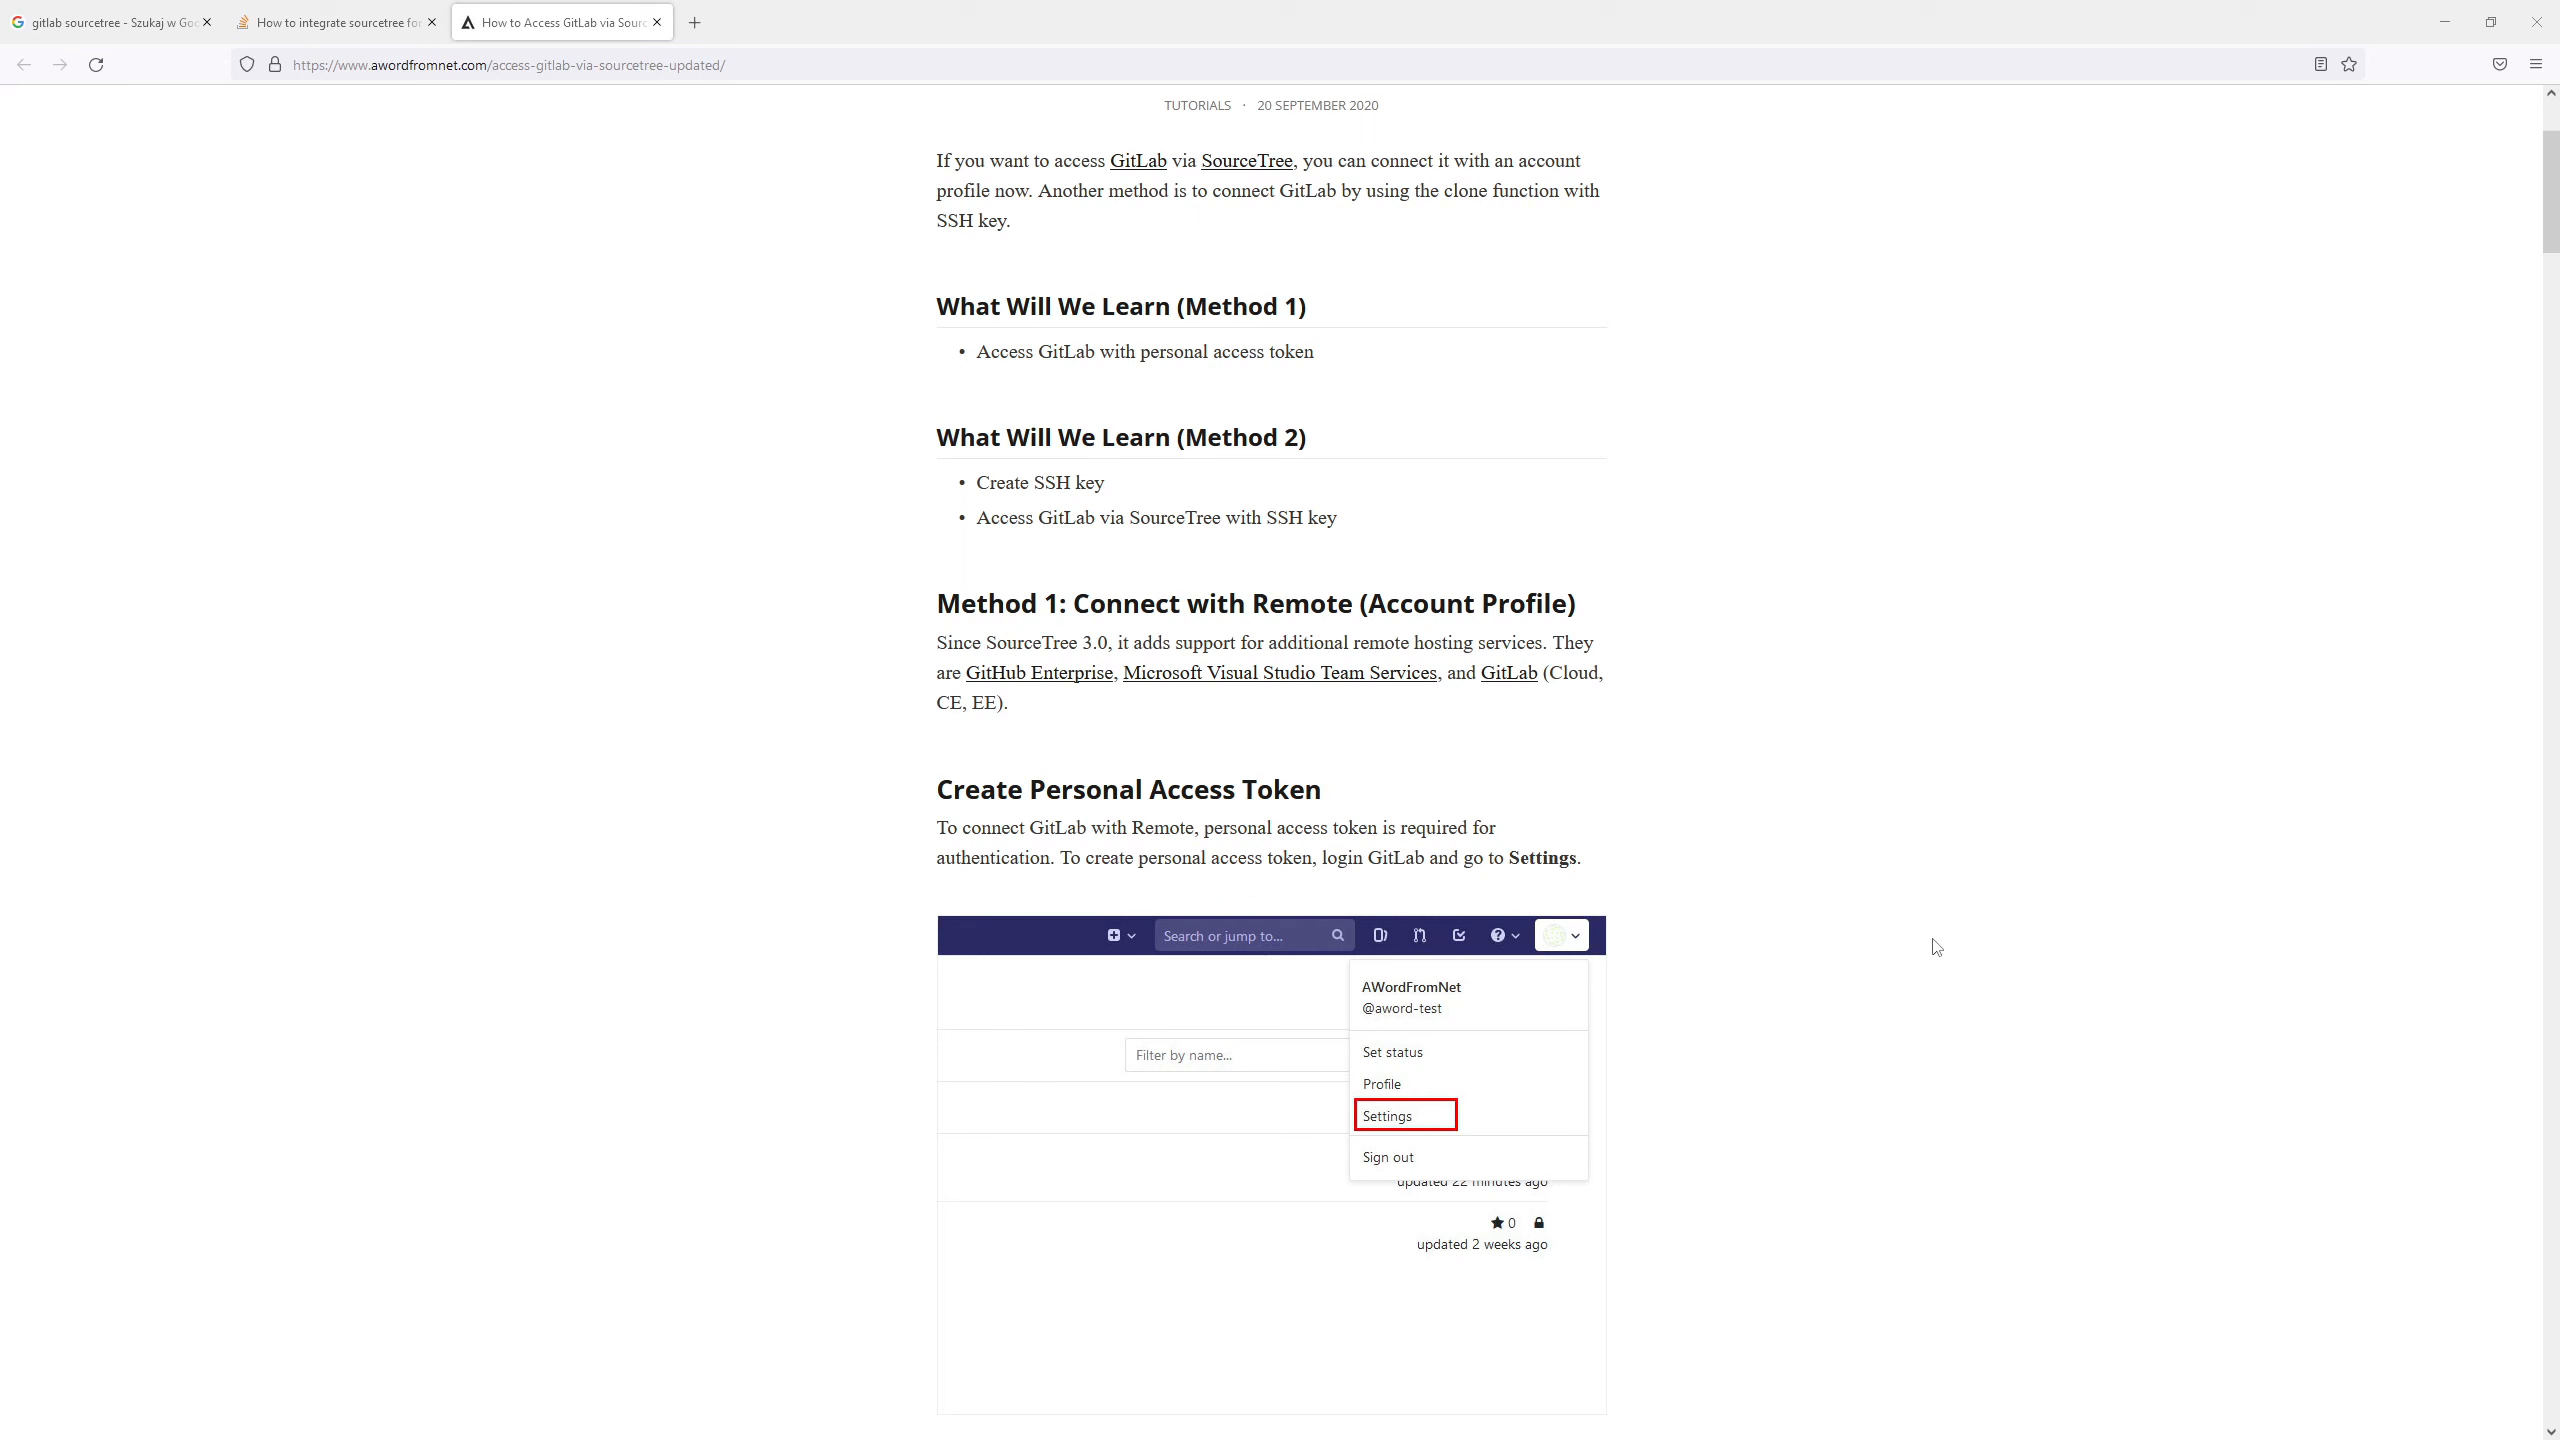 gitlab sourcetree - Szukaj w Goo
How to integrate sourcetree for
How to Access GitLab via Sour
https://www.awordfromnet.com/access-gitlab-via-sourcetree-updated/
TUTORIALS · 20 SEPTEMBER 2020
If you want to access GitLab via SourceTree, you can connect it with an account
profile now. Another method is to connect GitLab by using the clone function with
SSH key.
What Will We Learn (Method 1)
• Access GitLab with personal access token
What Will We Learn (Method 2)
• Create SSH key
• Access GitLab via SourceTree with SSH key
Method 1: Connect with Remote (Account Profile)
Since SourceTree 3.0, it adds support for additional remote hosting services. They
are GitHub Enterprise, Microsoft Visual Studio Team Services, and GitLab (Cloud,
CE, EE).
Create Personal Access Token
To connect GitLab with Remote, personal access token is required for
authentication. To create personal access token, login GitLab and go to Settings.
Search or jump to...
AWordFromNet
@aword-test
Filter by name...
Set status
Profile
Settings
Sign out
updated 22 minutes ago
0
updated 2 weeks ago